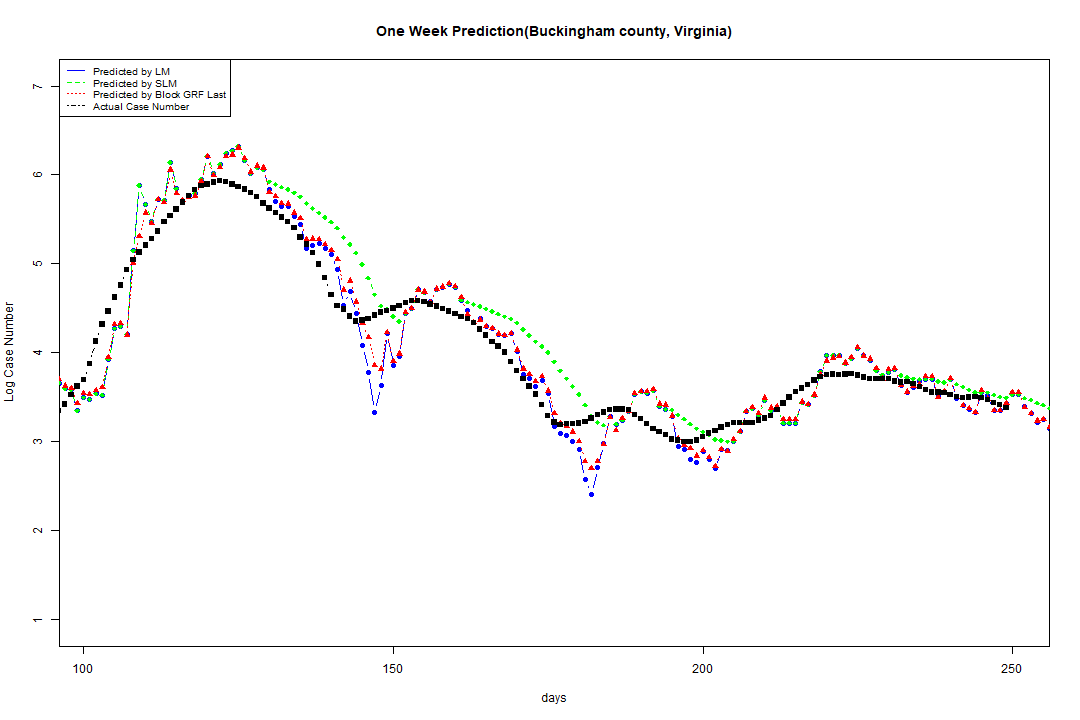 One Week Prediction(Buckingham county, Virginia)
Predicted by LM
Predicted by SLM
Predicted by Block GRF Last
Actual Case Number
Log Case Number
7
6
5
4
3
2
1
100
150
200
250
days